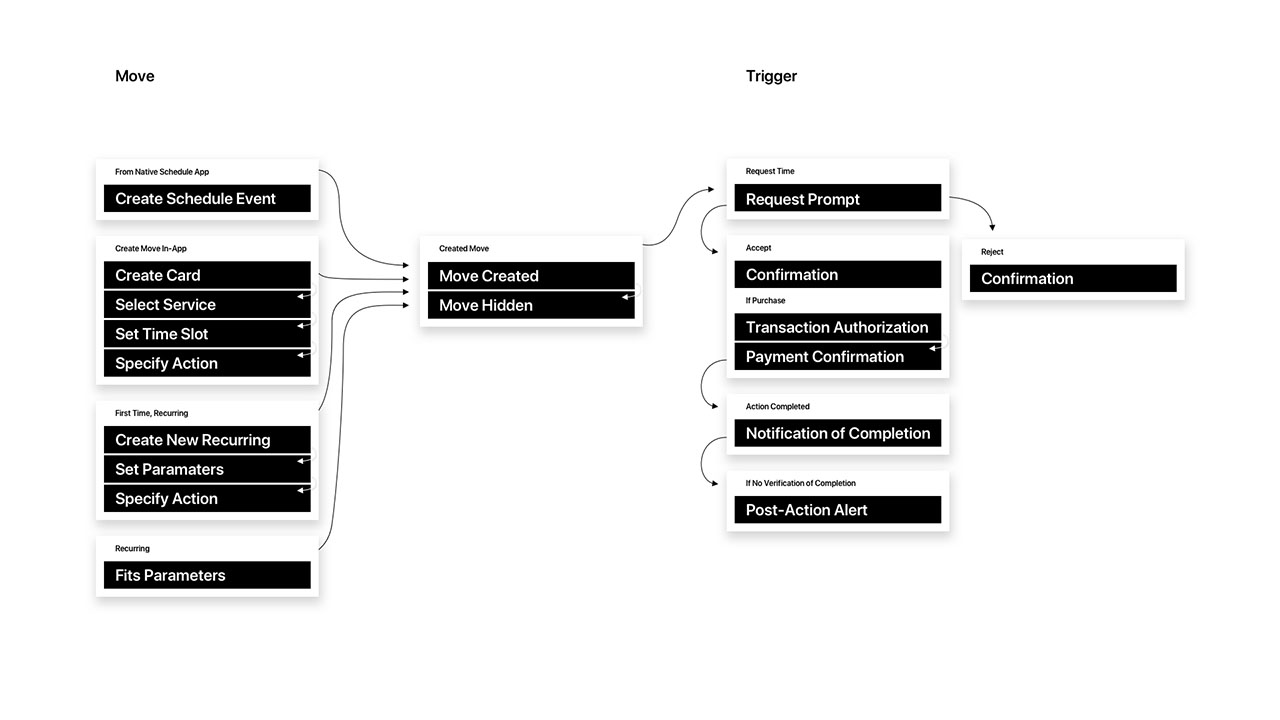 Move
From Native Schedule App
Create Schedule Event
Create Move In-App
Create Card
Select Service
Set Time Slot
Specify Action
First Time, Recurring
Create New Recurring
Set Paramaters
Specify Action
Recurring
Fits Parameters
Created Move
Move Created
Move Hidden
Trigger
Request Time
Request Prompt
Accept
Confirmation
If Purchase
Transaction Authorization
Payment Confirmation
Action Completed
Notification of Completion
If No Verification of Completion
Post-Action Alert
Reject
Confirmation